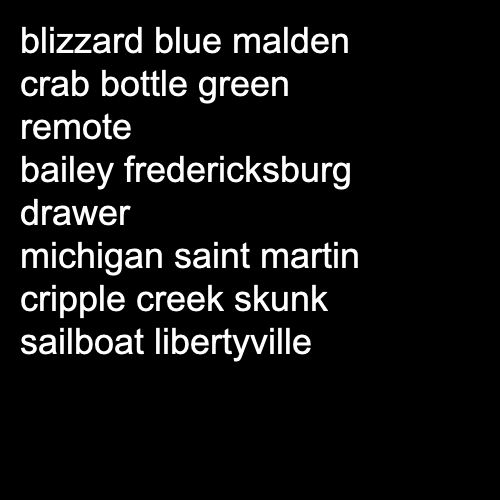 blizzard blue malden
crab bottle green
remote
bailey fredericksburg
drawer
michigan saint martin
cripple creek skunk
sailboat libertyville